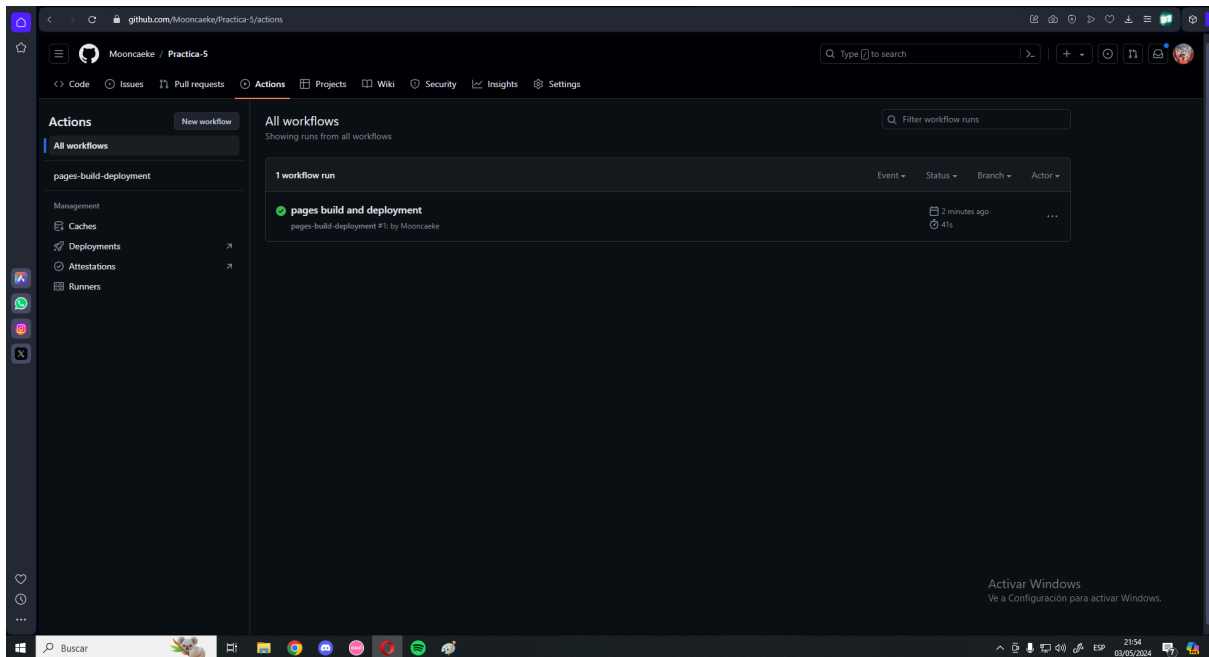 github.com/Mooncaeke/Practica-5/actions
Mooncaeke / Practica-5
Type / to search
Code Issues Pull requests Actions Projects Wiki Security Insights Settings
Actions
New workflow
All workflows
pages-build-deployment
Management
Caches
Deployments
Attestations
Runners
All workflows
Showing runs from all workflows
Filter workflow runs
1 workflow run
Event Status Branch Actor
pages build and deployment
pages-build-deployment #1: by Mooncaeke
2 minutes ago
41s
Activar Windows
Ve a Configuración para activar Windows.
Buscar
ESP
21:54
03/05/2024